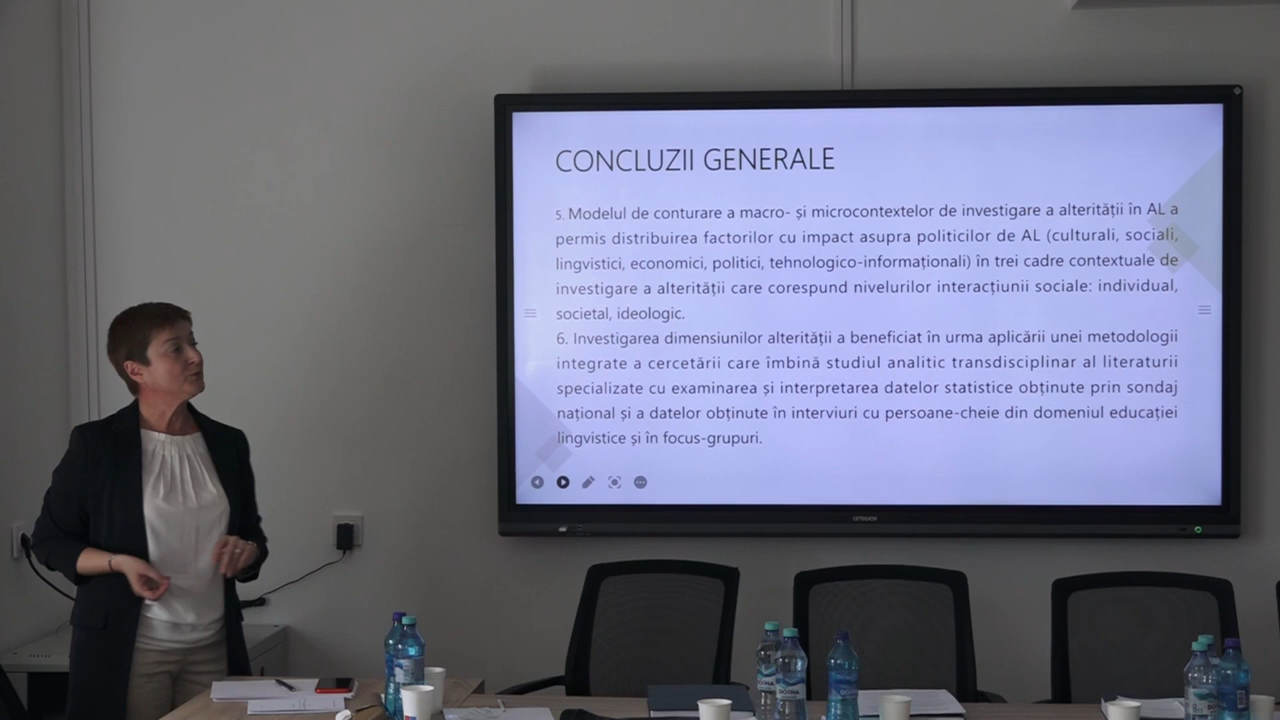 CONCLUZII GENERALE
5. Modelul de conturare a macro- și microcontextelor de investigare a alterității în AL a
permis distribuirea factorilor cu impact asupra politicilor de AL (culturali, sociali,
lingvistici, economici, politici, tehnologico-informaționali) în trei cadre contextuale de
investigare a alterității care corespund nivelurilor interacțiunii sociale: individual,
societal, ideologic.
6. Investigarea dimensiunilor alterității a beneficiat în urma aplicării unei metodologii
integrate a cercetării care îmbină studiul analitic transdisciplinar al literaturii
specializate cu examinarea și interpretarea datelor statistice obținute prin sondaj
național și a datelor obținute în interviuri cu persoane-cheie din domeniul educației
lingvistice și în focus-grupuri.
DORNA